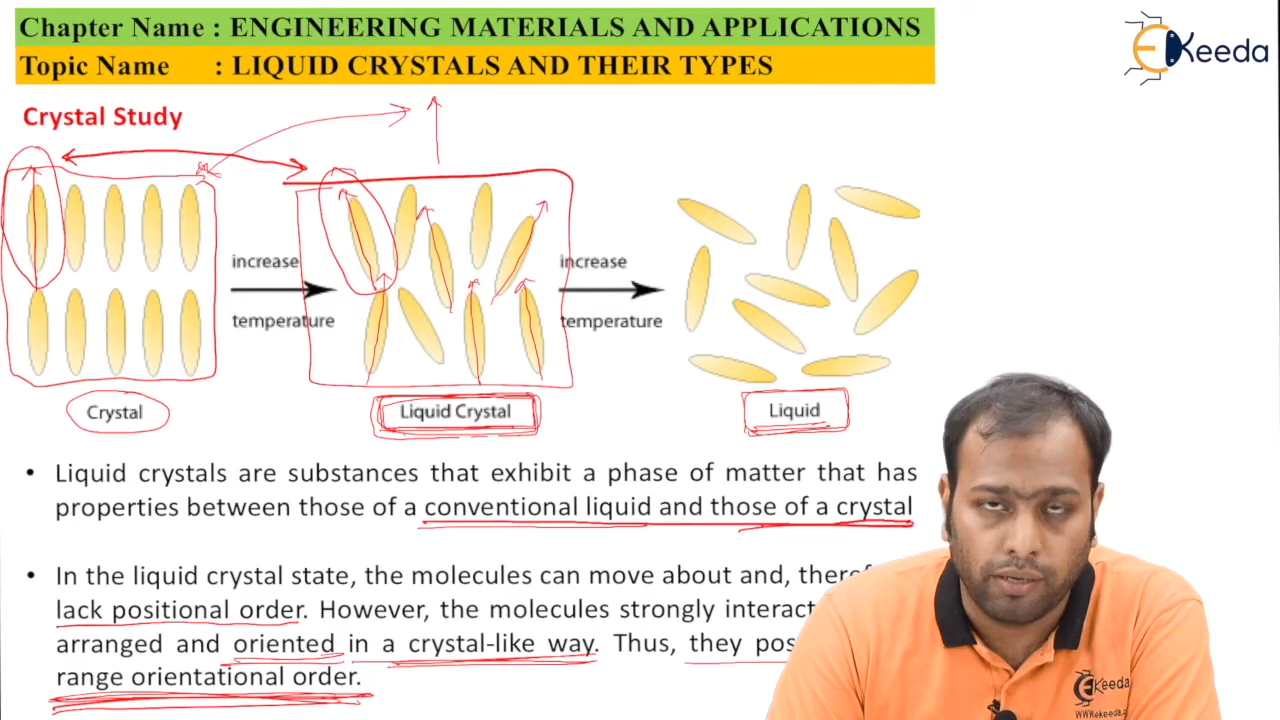 Chapter Name : ENGINEERING MATERIALS AND APPLICATIONS
Topic Name : LIQUID CRYSTALS AND THEIR TYPES
Keeda
Crystal Study
increase
temperature
increase
temperature
Crystal
Liquid Crystal
Liquid
• Liquid crystals are substances that exhibit a phase of matter that has
properties between those of a conventional liquid and those of a crystal
• In the liquid crystal state, the molecules can move about and,
lack positional order. However, the molecules strongly
arranged and oriented in a crystal-like way. Thus, they
range orientational order.
Keeda